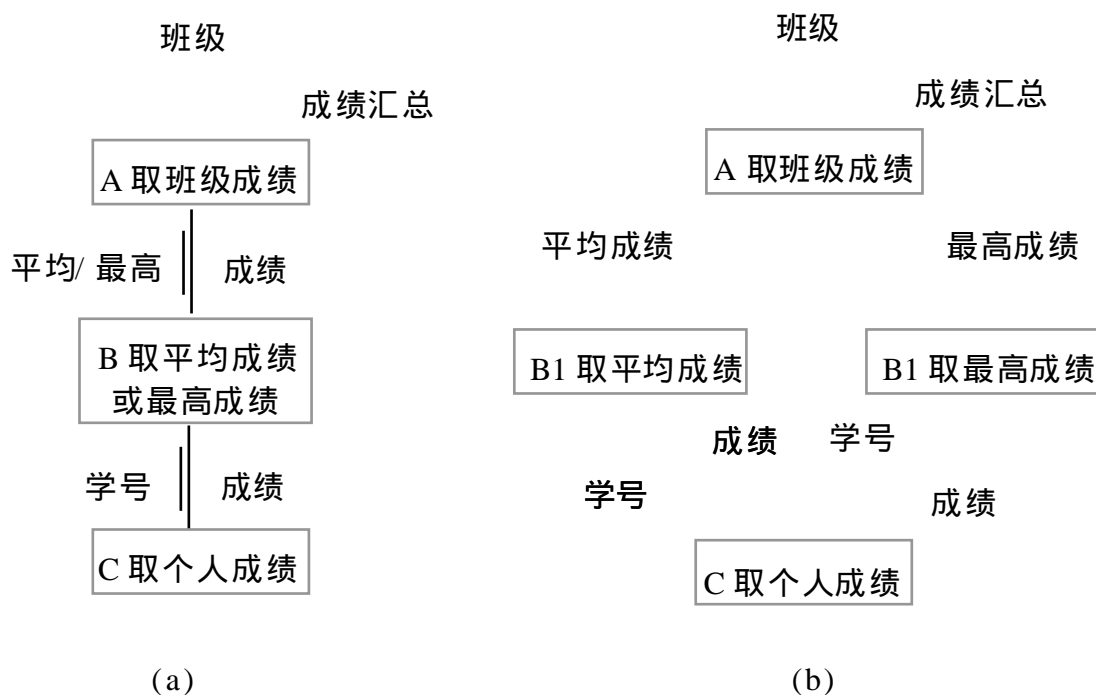 班级
成绩汇总
A 取班级成绩
平均/ 最高
成绩
B 取平均成绩
或最高成绩
学号
成绩
C 取个人成绩
(a)
班级
成绩汇总
A 取班级成绩
平均成绩
最高成绩
B1 取平均成绩
B1 取最高成绩
成绩
学号
学号
成绩
C 取个人成绩
(b)